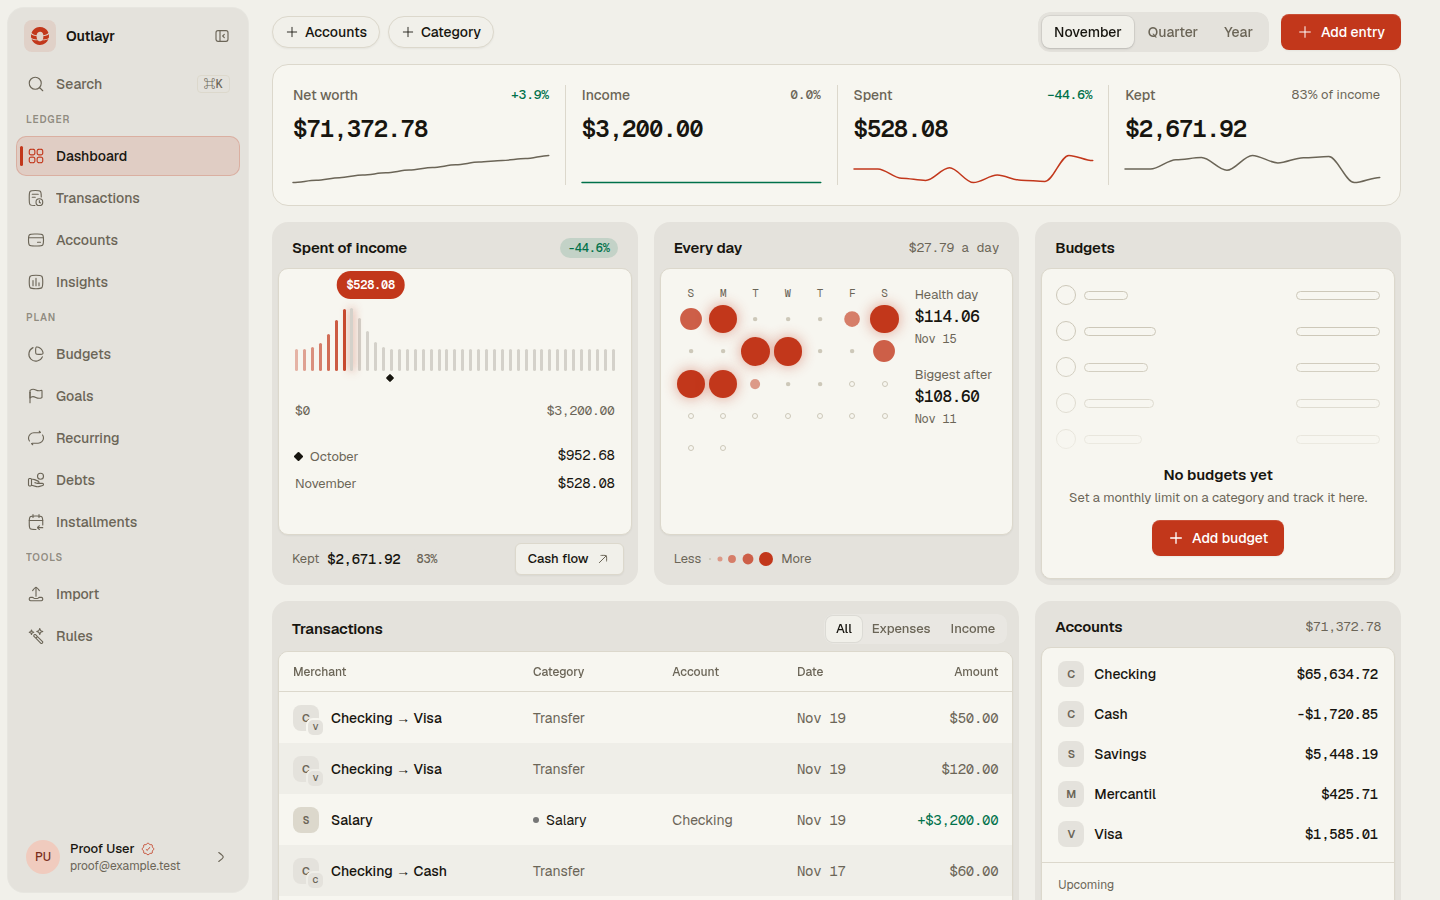 Outlayr
Search
⌘K
LEDGER
Dashboard
Transactions
Accounts
Insights
PLAN
Budgets
Goals
Recurring
Debts
Installments
TOOLS
Import
Rules
PU
Proof User
proof@example.test
Accounts
Category
November
Quarter
Year
Add entry
Net worth
+3.9%
$71,372.78
Income
0.0%
$3,200.00
Spent
-44.6%
$528.08
Kept
83% of income
$2,671.92
Spent of income
-44.6%
$528.08
$0
$3,200.00
October
$952.68
November
$528.08
Kept $2,671.92 83%
Cash flow
Every day
$27.79 a day
S M T W T F S
Health day
$114.06
Nov 15
Biggest after
$108.60
Nov 11
Less
More
Budgets
No budgets yet
Set a monthly limit on a category and track it here.
Add budget
Transactions
All
Expenses
Income
Merchant Category Account Date Amount
C V Checking → Visa Transfer Nov 19 $50.00
C V Checking → Visa Transfer Nov 19 $120.00
S Salary Salary Checking Nov 19 +$3,200.00
C C Checking → Cash Transfer Nov 17 $60.00
Accounts
$71,372.78
C Checking $65,634.72
C Cash -$1,720.85
S Savings $5,448.19
M Mercantil $425.71
V Visa $1,585.01
Upcoming